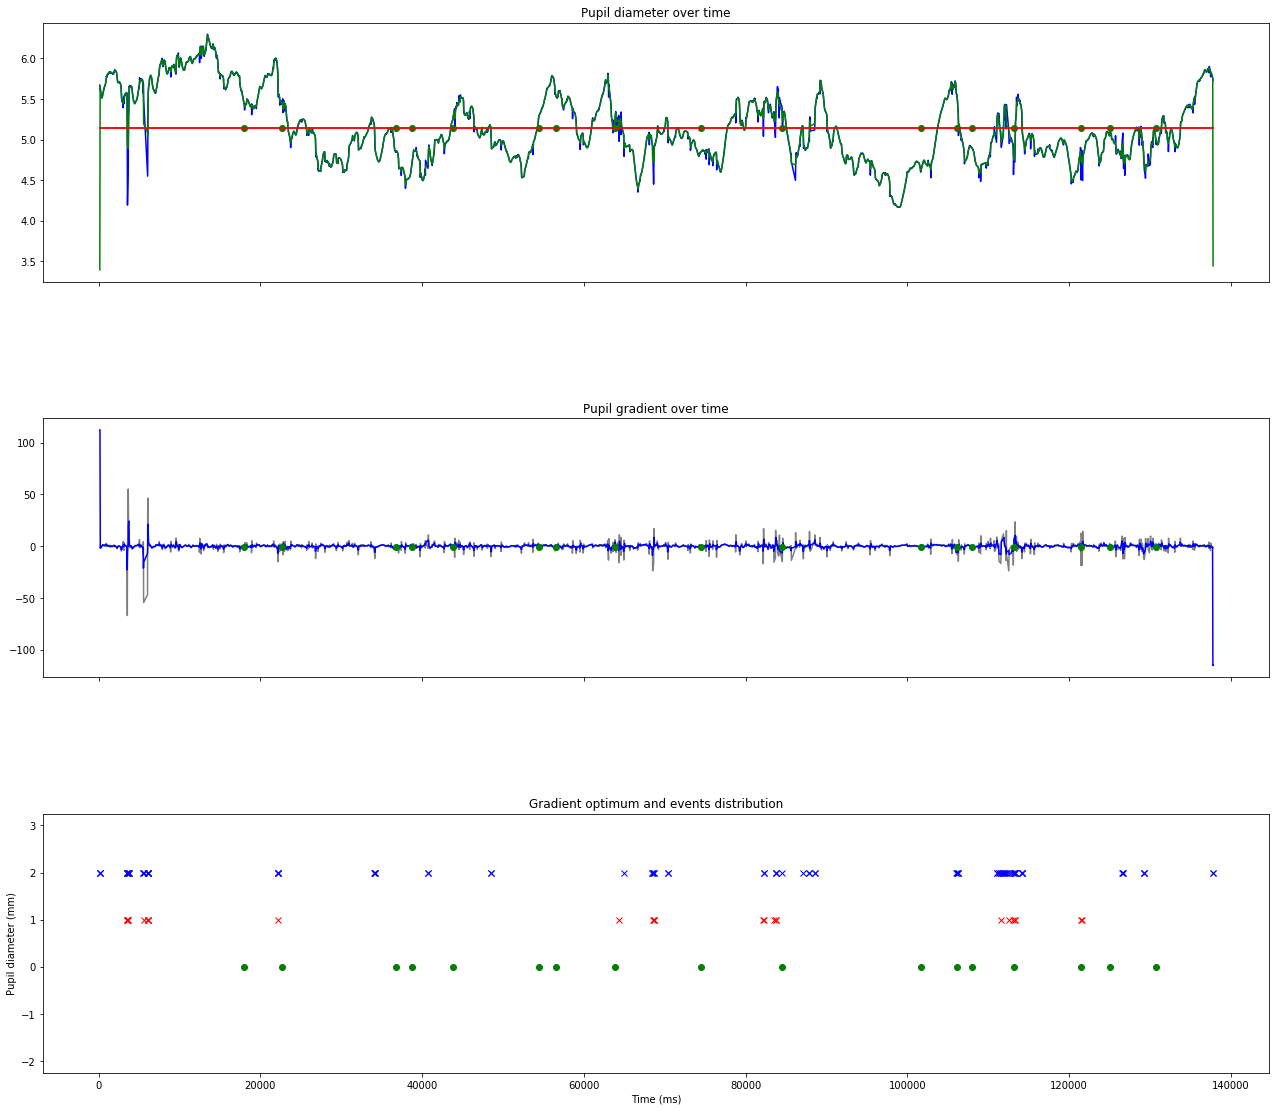 Pupil diameter over time
6.0
5.5
5.0
4.5
4.0
3.5
Pupil gradient over time
100
50
0
−50
−100
Gradient optimum and events distribution
3
2
1
0
−1
−2
Pupil diameter (mm)
0 20000 40000 60000 80000 100000 120000 140000
Time (ms)